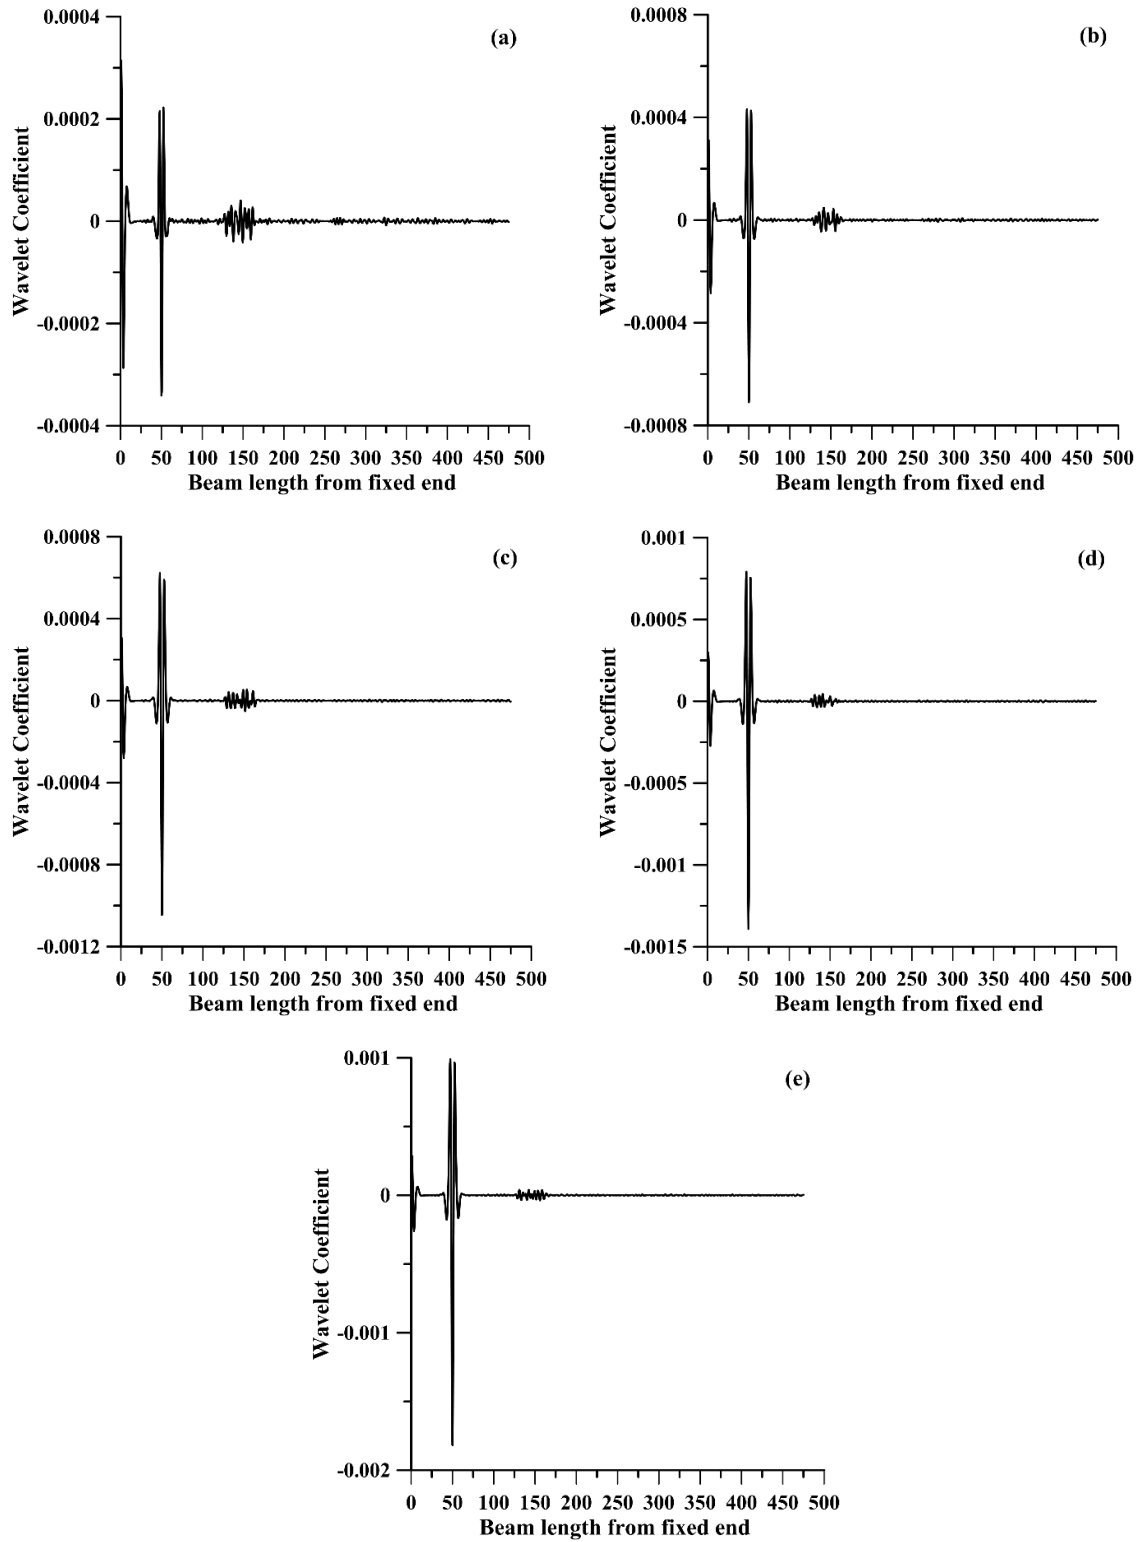 (a)
0.0004
0.0002
0
-0.0002
-0.0004
Wavelet Coefficient
0 50 100 150 200 250 300 350 400 450 500
Beam length from fixed end
(b)
0.0008
0.0004
0
-0.0004
-0.0008
Wavelet Coefficient
0 50 100 150 200 250 300 350 400 450 500
Beam length from fixed end
(c)
0.0008
0.0004
0
-0.0004
-0.0008
-0.0012
Wavelet Coefficient
0 50 100 150 200 250 300 350 400 450 500
Beam length from fixed end
(d)
0.001
0.0005
0
-0.0005
-0.001
-0.0015
Wavelet Coefficient
0 50 100 150 200 250 300 350 400 450 500
Beam length from fixed end
(e)
0.001
0
-0.001
-0.002
Wavelet Coefficient
0 50 100 150 200 250 300 350 400 450 500
Beam length from fixed end